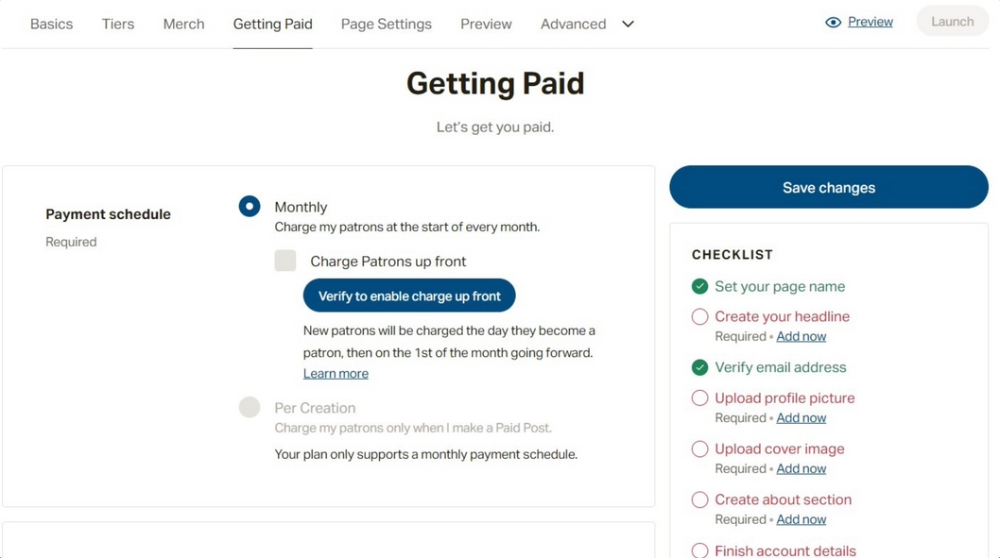 Basics Tiers Merch Getting Paid Page Settings Preview Advanced Preview Launch
Getting Paid
Let's get you paid.
Payment schedule
Required
Monthly
Charge my patrons at the start of every month.
Charge Patrons up front
Verify to enable charge up front
New patrons will be charged the day they become a
patron, then on the 1st of the month going forward.
Learn more
Per Creation
Charge my patrons only when I make a Paid Post.
Your plan only supports a monthly payment schedule.
Save changes
CHECKLIST
Set your page name
Create your headline
Required • Add now
Verify email address
Upload profile picture
Required • Add now
Upload cover image
Required • Add now
Create about section
Required • Add now
Finish account details